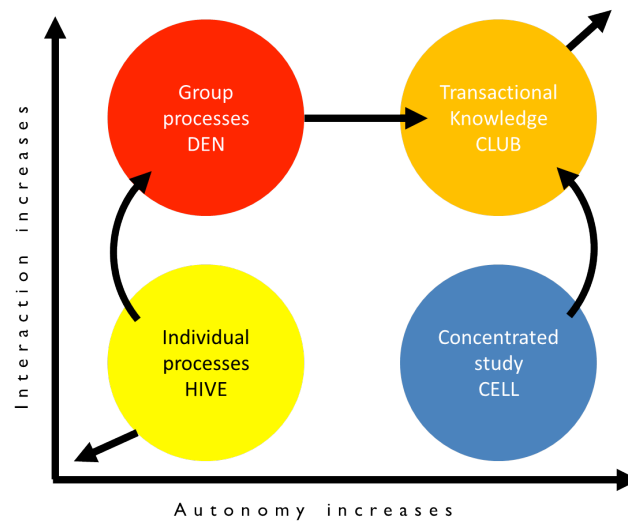 Interaction increases
Group
processes
DEN
Transactional
Knowledge
CLUB
Individual
processes
HIVE
Concentrated
study
CELL
Autonomy increases